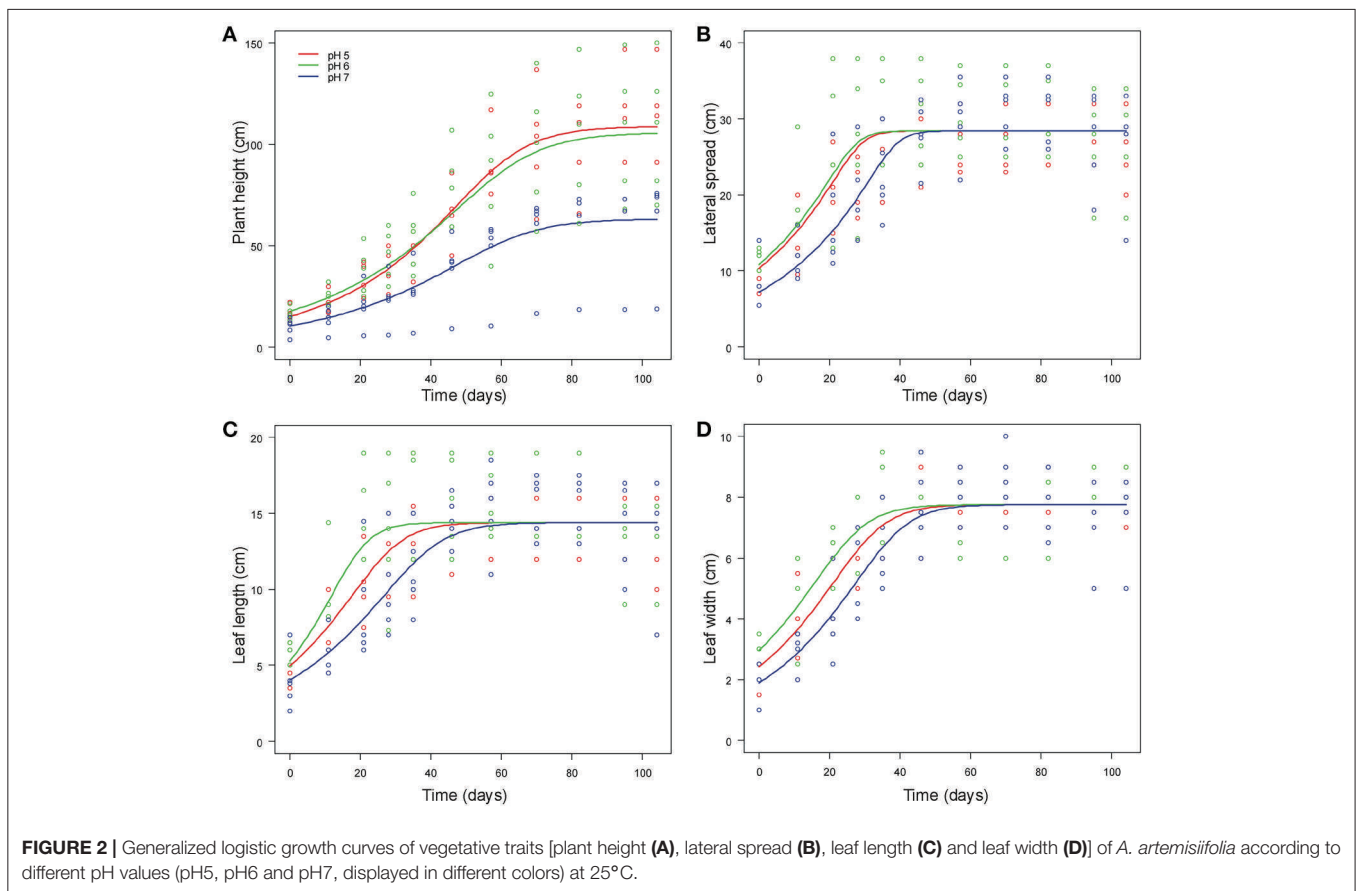 A
150
100
50
0
Plant height (cm)
pH 5
pH 6
pH 7
0 20 40 60 80 100
Time (days)
B
40
30
20
10
0
Lateral spread (cm)
0 20 40 60 80 100
Time (days)
C
20
15
10
5
0
Leaf length (cm)
0 20 40 60 80 100
Time (days)
D
10
8
6
4
2
0
Leaf width (cm)
0 20 40 60 80 100
Time (days)
FIGURE 2 | Generalized logistic growth curves of vegetative traits [plant height (A), lateral spread (B), leaf length (C) and leaf width (D)] of A. artemisiifolia according to
different pH values (pH5, pH6 and pH7, displayed in different colors) at 25°C.